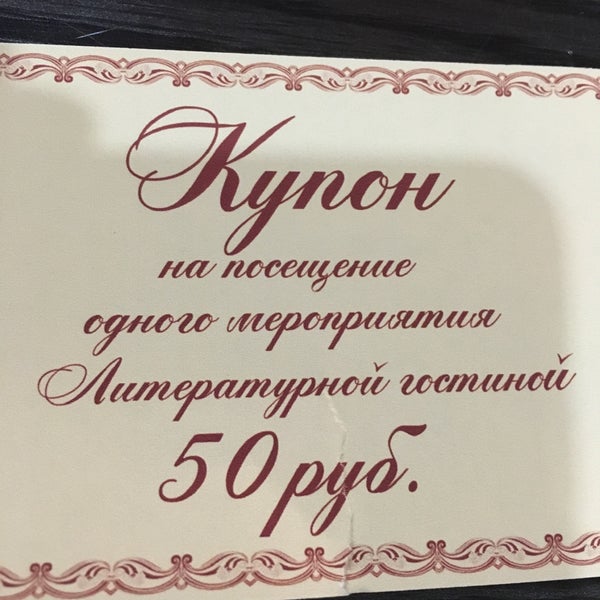 Купон
на посещение
одного мероприятия
Литературной гостиной
50 руб.